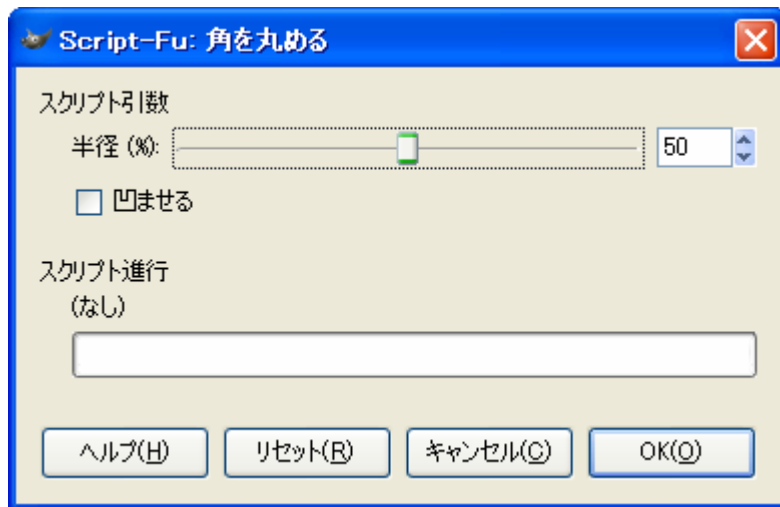 Script-Fu: 角を丸める
スクリプト引数
半径 (%): 50
凹ませる
スクリプト進行
(なし)
ヘルプ(H) リセット(R) キャンセル(C) OK(O)